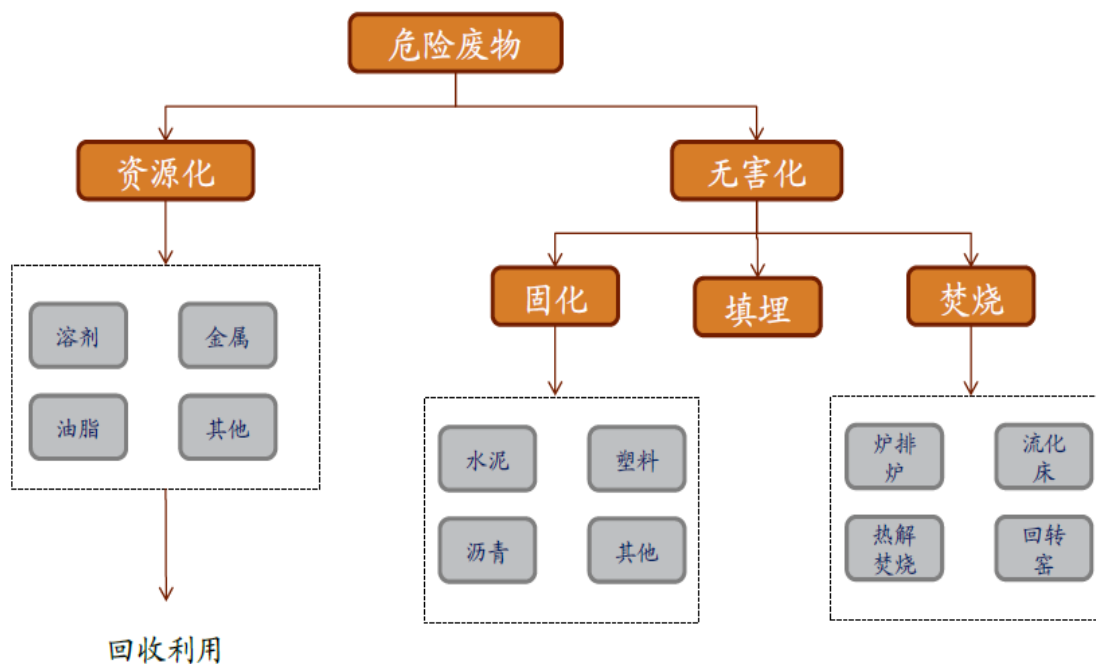 危险废物
资源化
无害化
固化
填埋
焚烧
溶剂
金属
油脂
其他
水泥
塑料
沥青
其他
炉排
炉
流化
床
热解
焚烧
回转
窑
回收利用